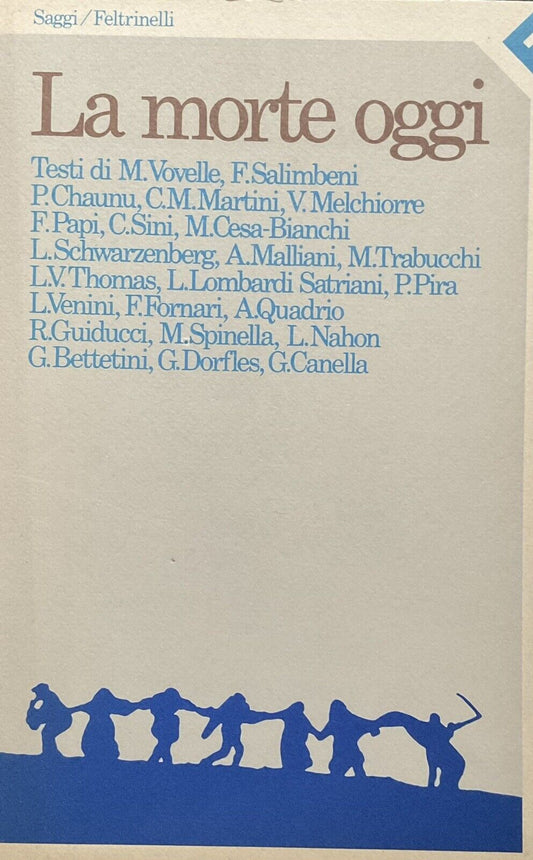 Saggi/Feltrinelli
La morte oggi
Testi di M.Vovelle, F.Salimbeni
P.Chaunu, C.M.Martini, V.Melchiorre
F.Papi, C.Sini, M.Cesa-Bianchi
L.Schwarzenberg, A.Malliani, M.Trabucchi
L.V.Thomas, L.Lombardi Satriani, P.Pira
L.Venini, F.Fornari, A.Quadrio
R.Guiducci, M.Spinella, L.Nahon
G.Bettetini, G.Dorfles, G.Canella